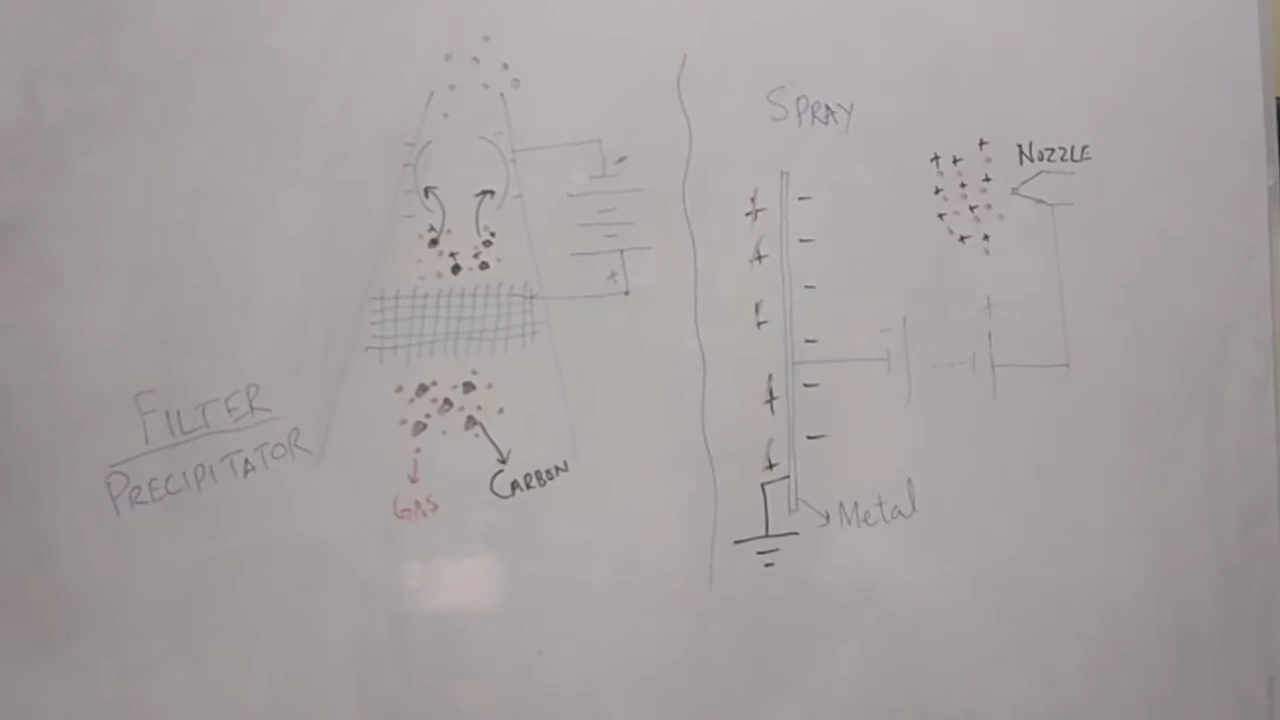 FILTER
PRECIPITATOR
GAS
CARBON
SPRAY
NOZZLE
Metal